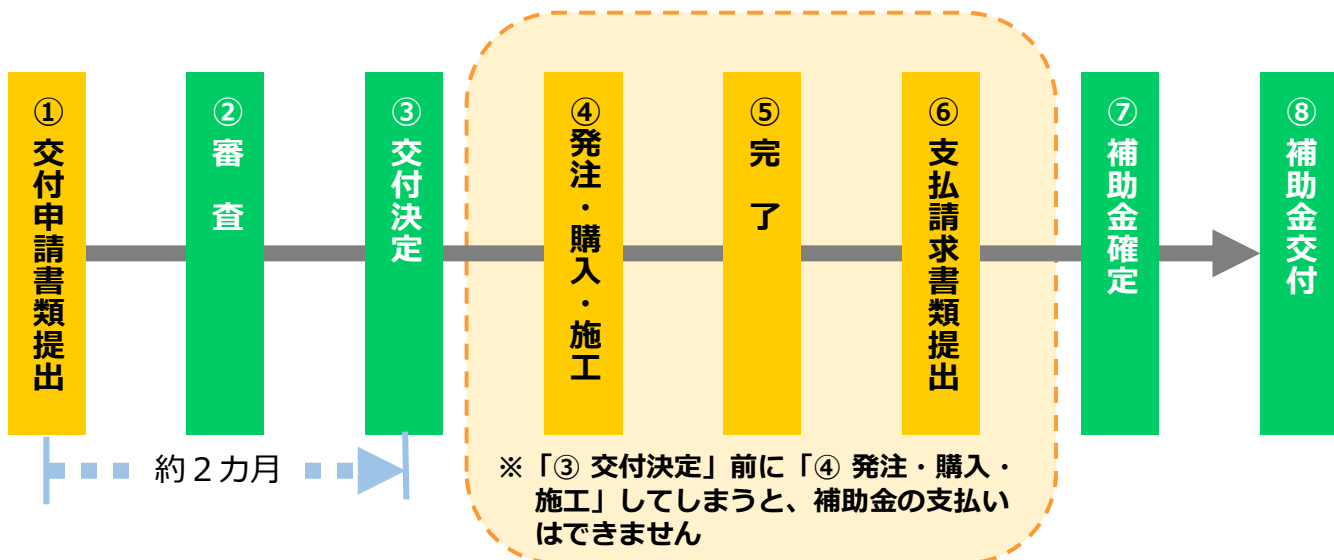 ①交付申請書類提出
②審　査
③交付決定
④発注・購入・施工
⑤完　了
⑥支払請求書類提出
⑦補助金確定
⑧補助金交付
約２カ月
※「③ 交付決定」前に「④ 発注・購入・
施工」してしまうと、補助金の支払い
はできません